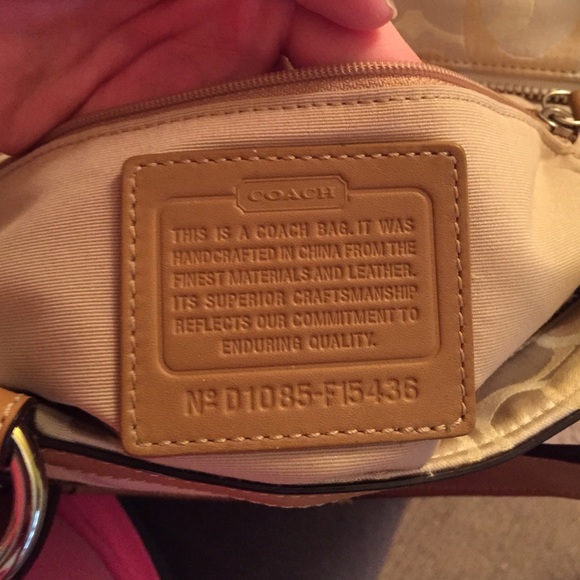 COACH
THIS IS A COACH BAG. IT WAS
HANDCRAFTED IN CHINA FROM THE
FINEST MATERIALS AND LEATHER.
ITS SUPERIOR CRAFTSMANSHIP
REFLECTS OUR COMMITMENT TO
ENDURING QUALITY.
Nº D1085-F15436